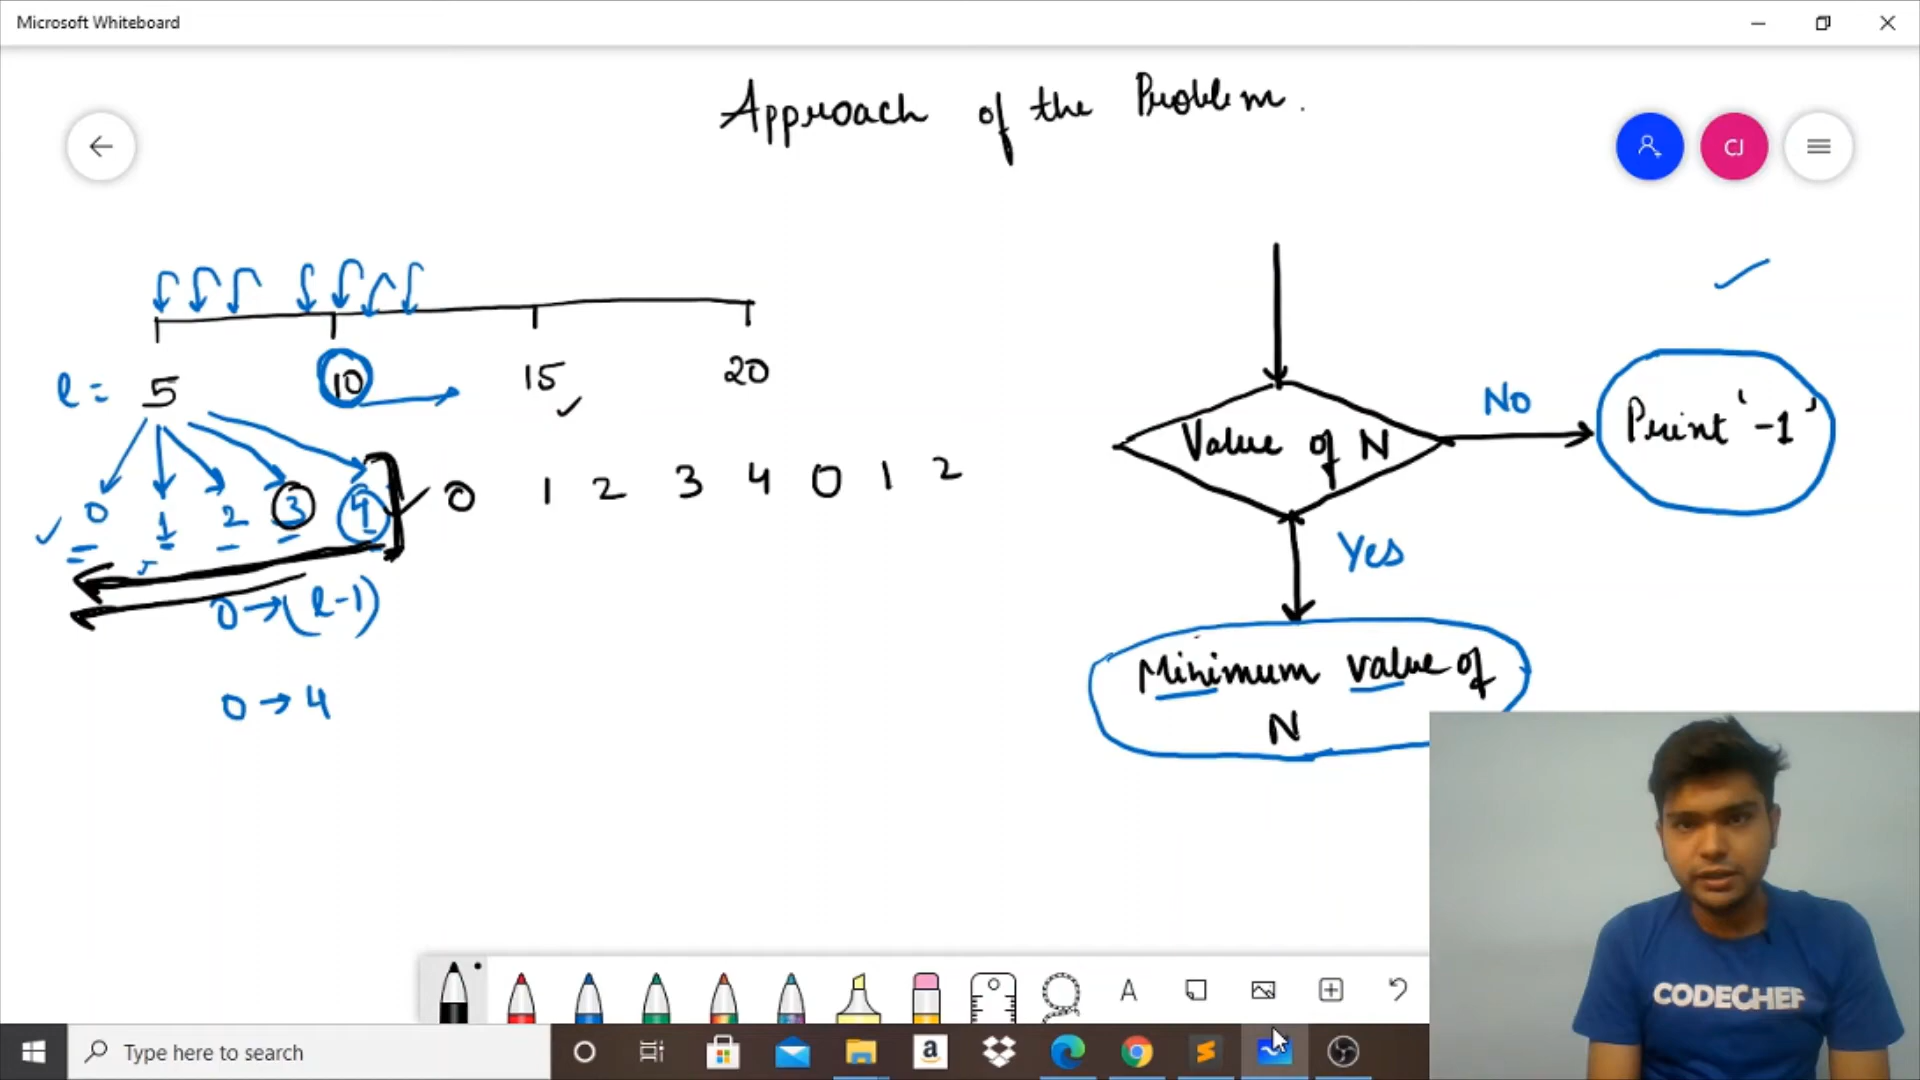 Microsoft Whiteboard
Approach of the Problem.
CJ
l = 5 10 15 20
0 1 2 3 4 0 1 2 3 4 0 1 2
0 → (l-1)
0 → 4
Value of N
No
Print '-1'
Yes
Minimum value of
N
CODECHEF
A
Type here to search
a